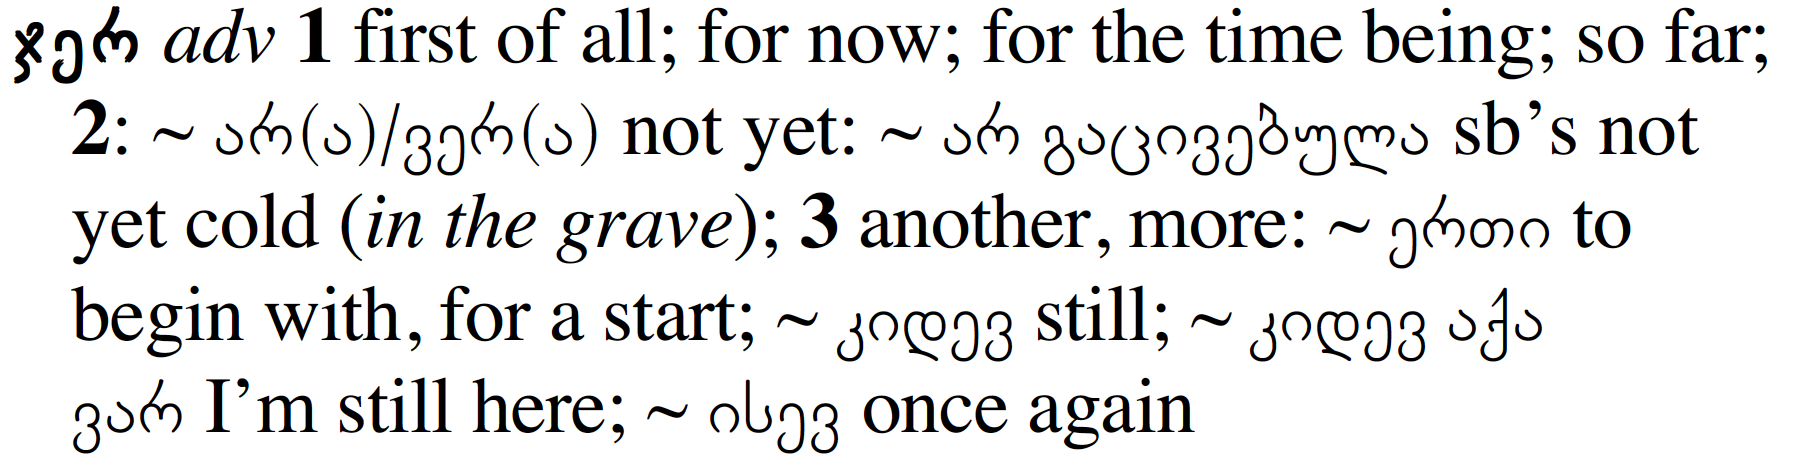 ჯერ adv 1 first of all; for now; for the time being; so far;
2: ~ არ(ა)/ვერ(ა) not yet: ~ არ გაცივებულა sb’s not
yet cold (in the grave); 3 another, more: ~ ერთი to
begin with, for a start; ~ კიდევ still; ~ კიდევ აქა
ვარ I’m still here; ~ ისევ once again